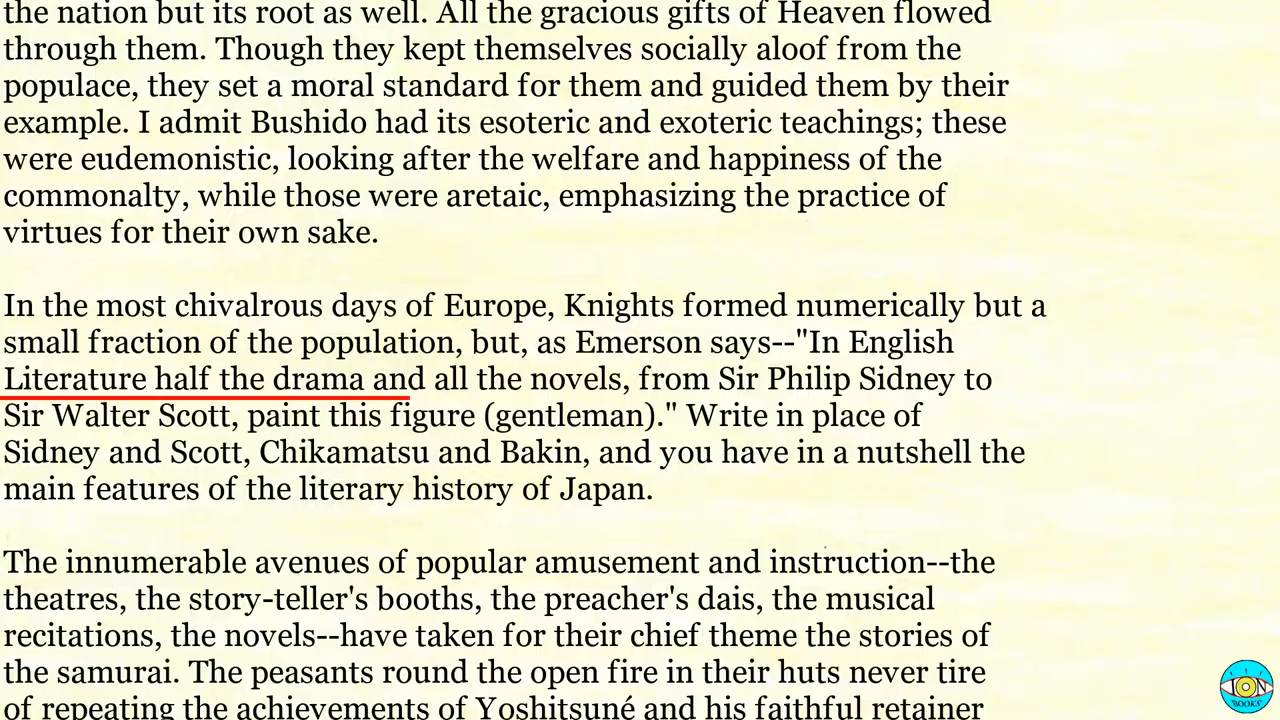 the nation but its root as well. All the gracious gifts of Heaven flowed
through them. Though they kept themselves socially aloof from the
populace, they set a moral standard for them and guided them by their
example. I admit Bushido had its esoteric and exoteric teachings; these
were eudemonistic, looking after the welfare and happiness of the
commonalty, while those were aretaic, emphasizing the practice of
virtues for their own sake.
In the most chivalrous days of Europe, Knights formed numerically but a
small fraction of the population, but, as Emerson says--"In English
Literature half the drama and all the novels, from Sir Philip Sidney to
Sir Walter Scott, paint this figure (gentleman)." Write in place of
Sidney and Scott, Chikamatsu and Bakin, and you have in a nutshell the
main features of the literary history of Japan.
The innumerable avenues of popular amusement and instruction--the
theatres, the story-teller's booths, the preacher's dais, the musical
recitations, the novels--have taken for their chief theme the stories of
the samurai. The peasants round the open fire in their huts never tire
of repeating the achievements of Yoshitsuné and his faithful retainer
ION
BOOKS